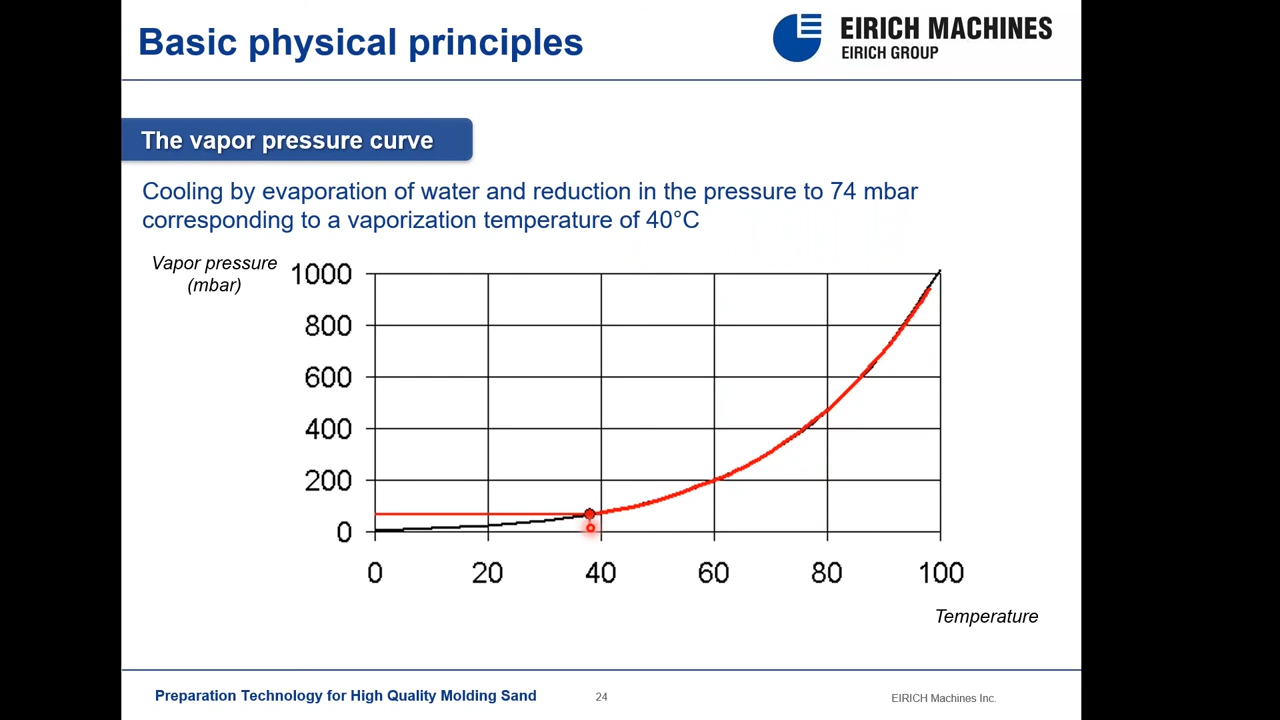 Basic physical principles
EIRICH MACHINES
EIRICH GROUP
The vapor pressure curve
Cooling by evaporation of water and reduction in the pressure to 74 mbar
corresponding to a vaporization temperature of 40°C
Vapor pressure
(mbar)
1000
800
600
400
200
0
0 20 40 60 80 100
Temperature
Preparation Technology for High Quality Molding Sand 24 EIRICH Machines Inc.